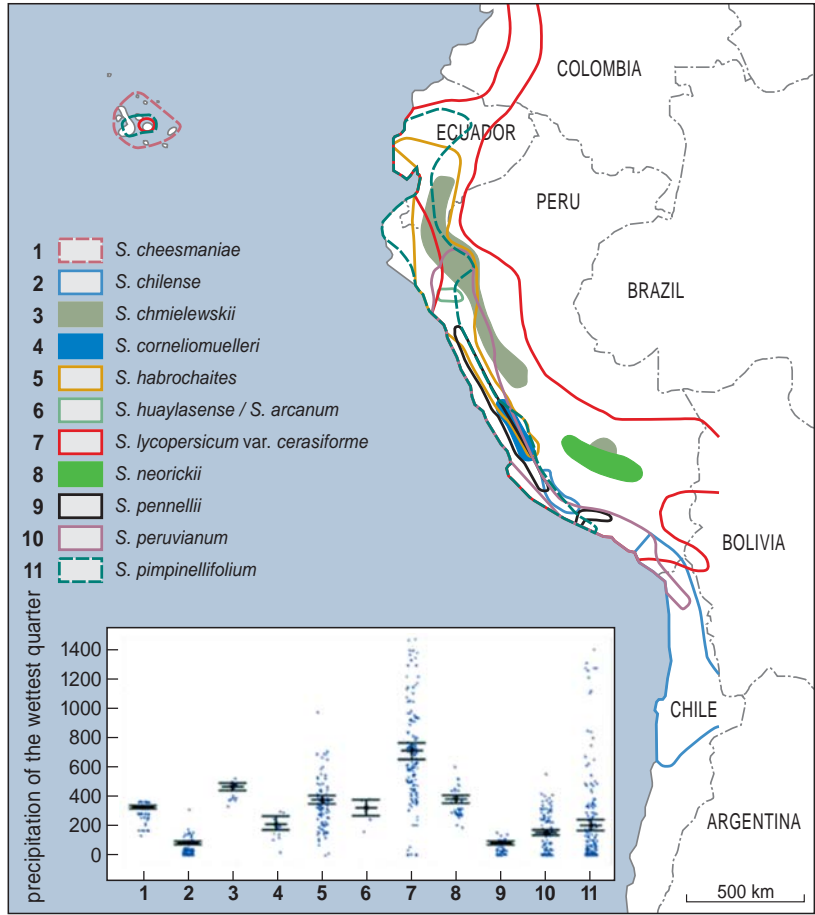 COLOMBIA
ECUADOR
PERU
BRAZIL
BOLIVIA
CHILE
ARGENTINA
500 km
1 S. cheesmaniae
2 S. chilense
3 S. chmielewskii
4 S. corneliomuelleri
5 S. habrochaites
6 S. huaylasense / S. arcanum
7 S. lycopersicum var. cerasiforme
8 S. neorickii
9 S. pennellii
10 S. peruvianum
11 S. pimpinellifolium
precipitation of the wettest quarter
1400
1200
1000
800
600
400
200
0
1 2 3 4 5 6 7 8 9 10 11